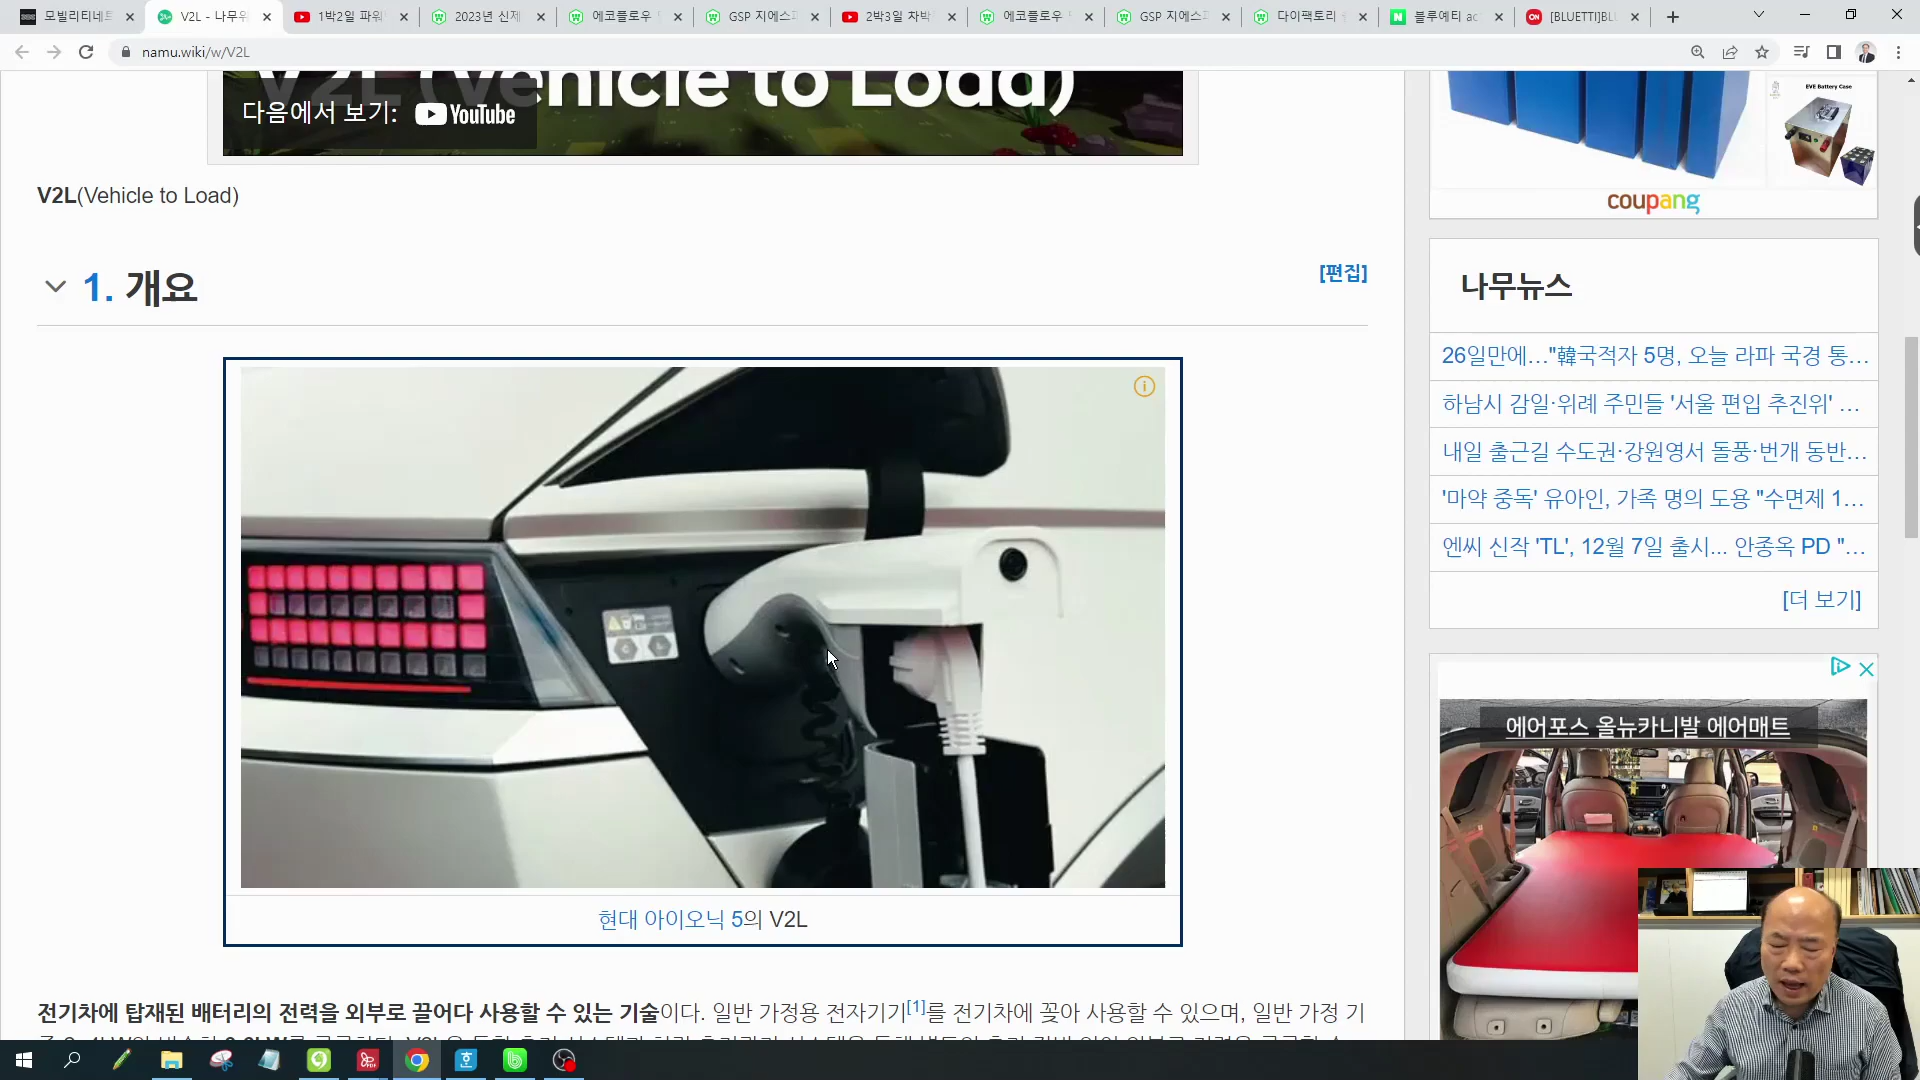 모빌리티네트
V2L - 나무위
1박2일 파워
2023년 신제
에코플로우
GSP 지에스파
2박3일 차박
에코플로우
GSP 지에스파
다이팩토리
블루예티 ac
[BLUETTI]BLU
namu.wiki/w/V2L
V2L (Vehicle to Load)
다음에서 보기: YouTube
V2L(Vehicle to Load)
1. 개요
[편집]
현대 아이오닉 5의 V2L
전기차에 탑재된 배터리의 전력을 외부로 끌어다 사용할 수 있는 기술이다. 일반 가정용 전자기기[1]를 전기차에 꽂아 사용할 수 있으며, 일반 가정 기
EVE Battery Case
coupang
나무뉴스
26일만에…"韓국적자 5명, 오늘 라파 국경 통…
하남시 감일·위례 주민들 '서울 편입 추진위' …
내일 출근길 수도권·강원영서 돌풍·번개 동반…
'마약 중독' 유아인, 가족 명의 도용 "수면제 1…
엔씨 신작 'TL', 12월 7일 출시... 안종옥 PD "…
[더 보기]
에어포스 올뉴카니발 에어매트